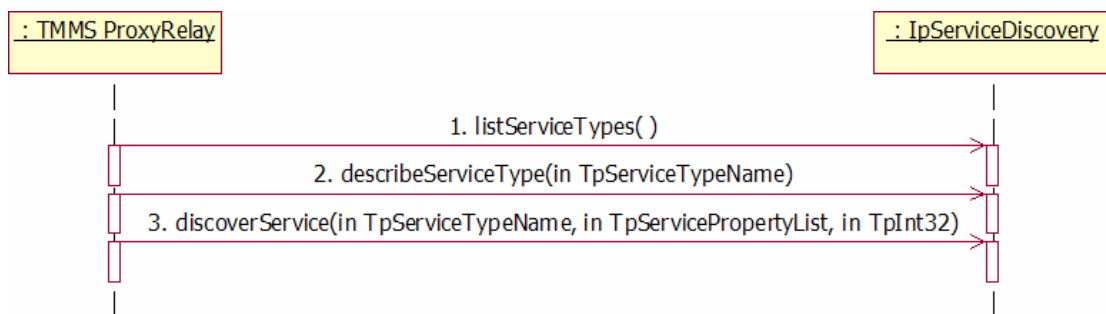 : TMMS ProxyRelay
: IpServiceDiscovery
1. listServiceTypes( )
2. describeServiceType(in TpServiceTypeName)
3. discoverService(in TpServiceTypeName, in TpServicePropertyList, in TpInt32)